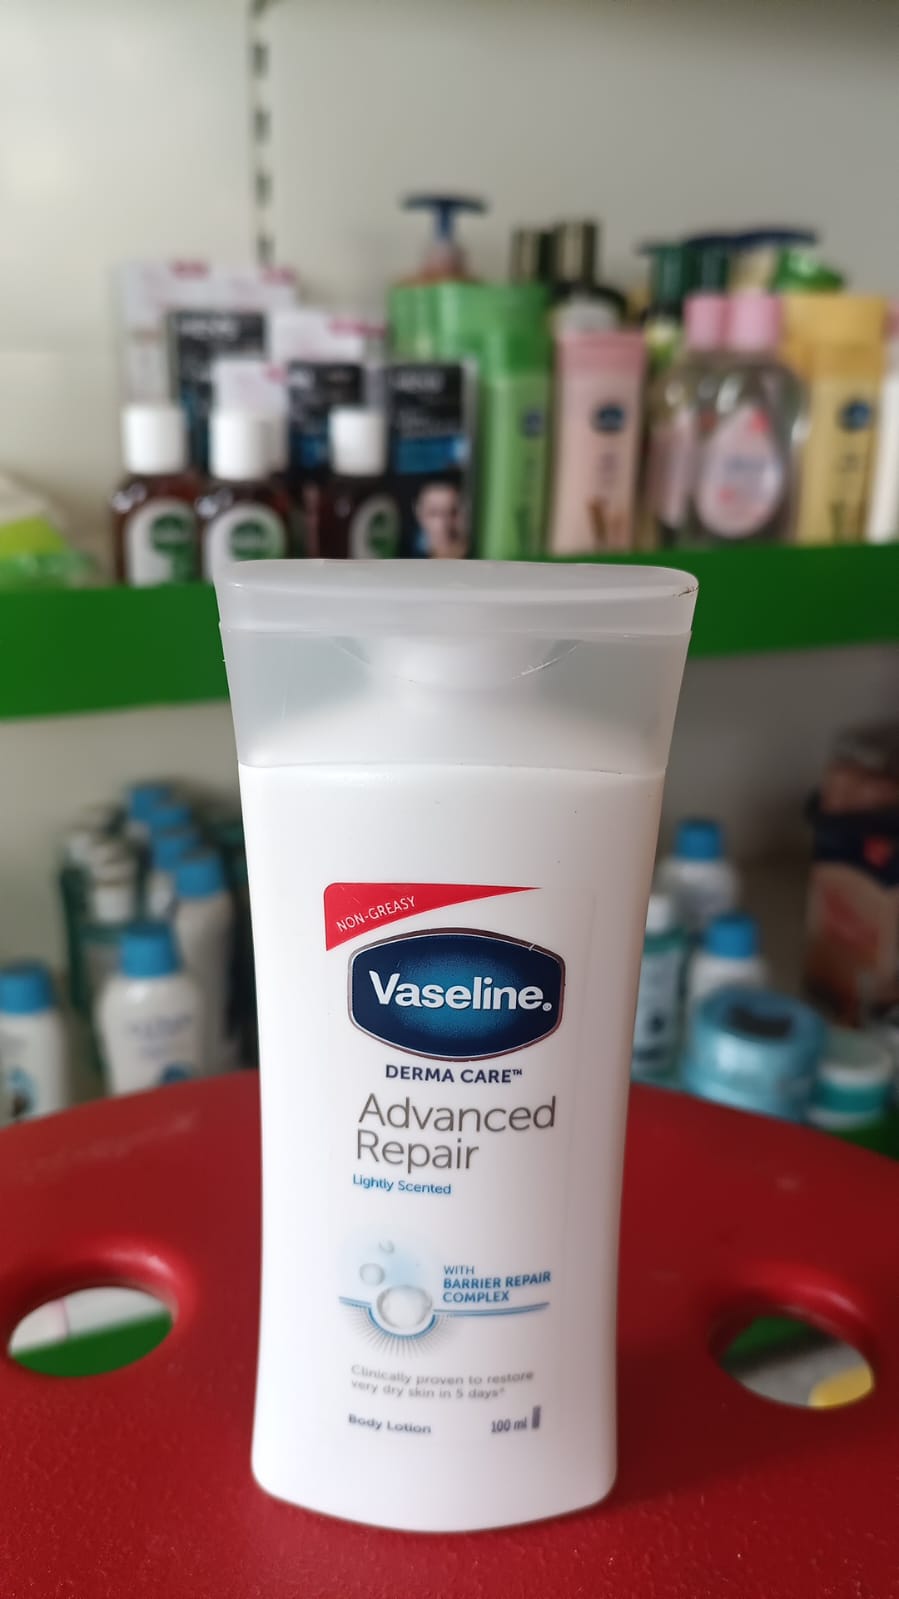 NON-GREASY
Vaseline.
DERMA CARE™
Advanced
Repair
Lightly Scented
WITH
BARRIER REPAIR
COMPLEX
Clinically proven to restore
very dry skin in 5 days*
Body Lotion 100 ml